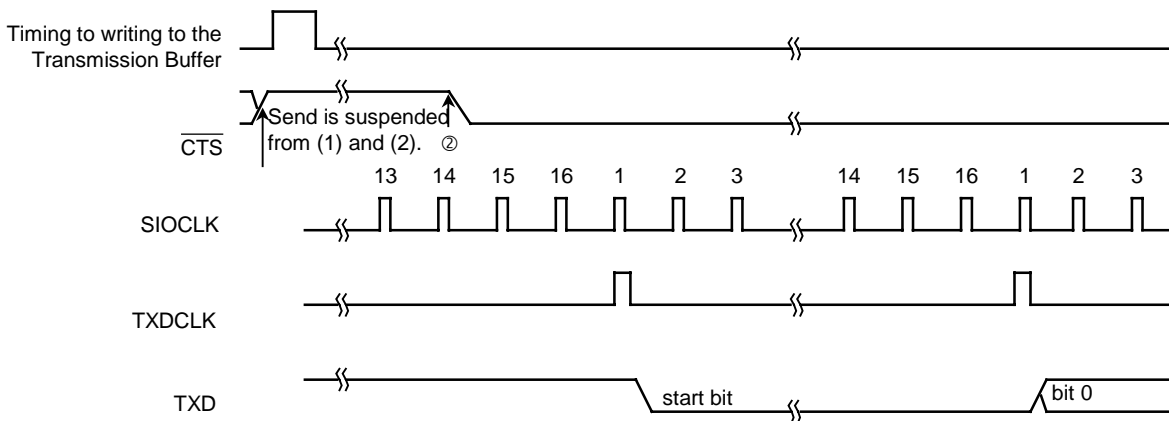 Timing to writing to the
Transmission Buffer
Send is suspended
from (1) and (2). ②
CTS
13 14 15 16 1 2 3 14 15 16 1 2 3
SIOCLK
TXDCLK
TXD
start bit
bit 0